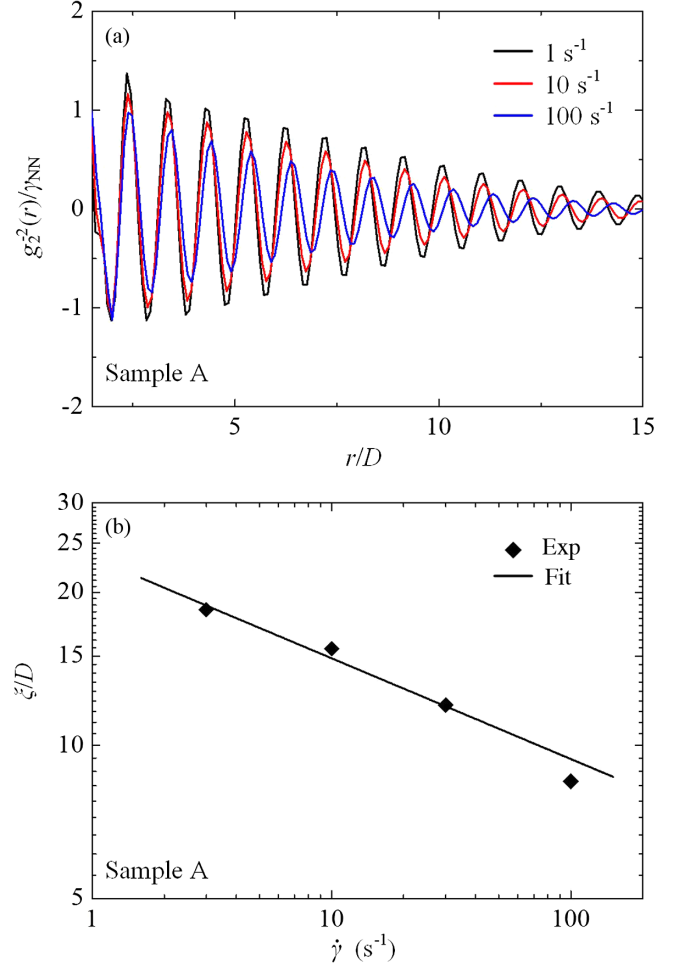 (a)
1 s⁻¹
10 s⁻¹
100 s⁻¹
g₂⁻²(r)/γNN
2
1
0
-1
-2
Sample A
5
10
15
r/D
(b)
Exp
Fit
ξ/D
30
25
20
15
10
5
Sample A
1
10
100
γ̇ (s⁻¹)